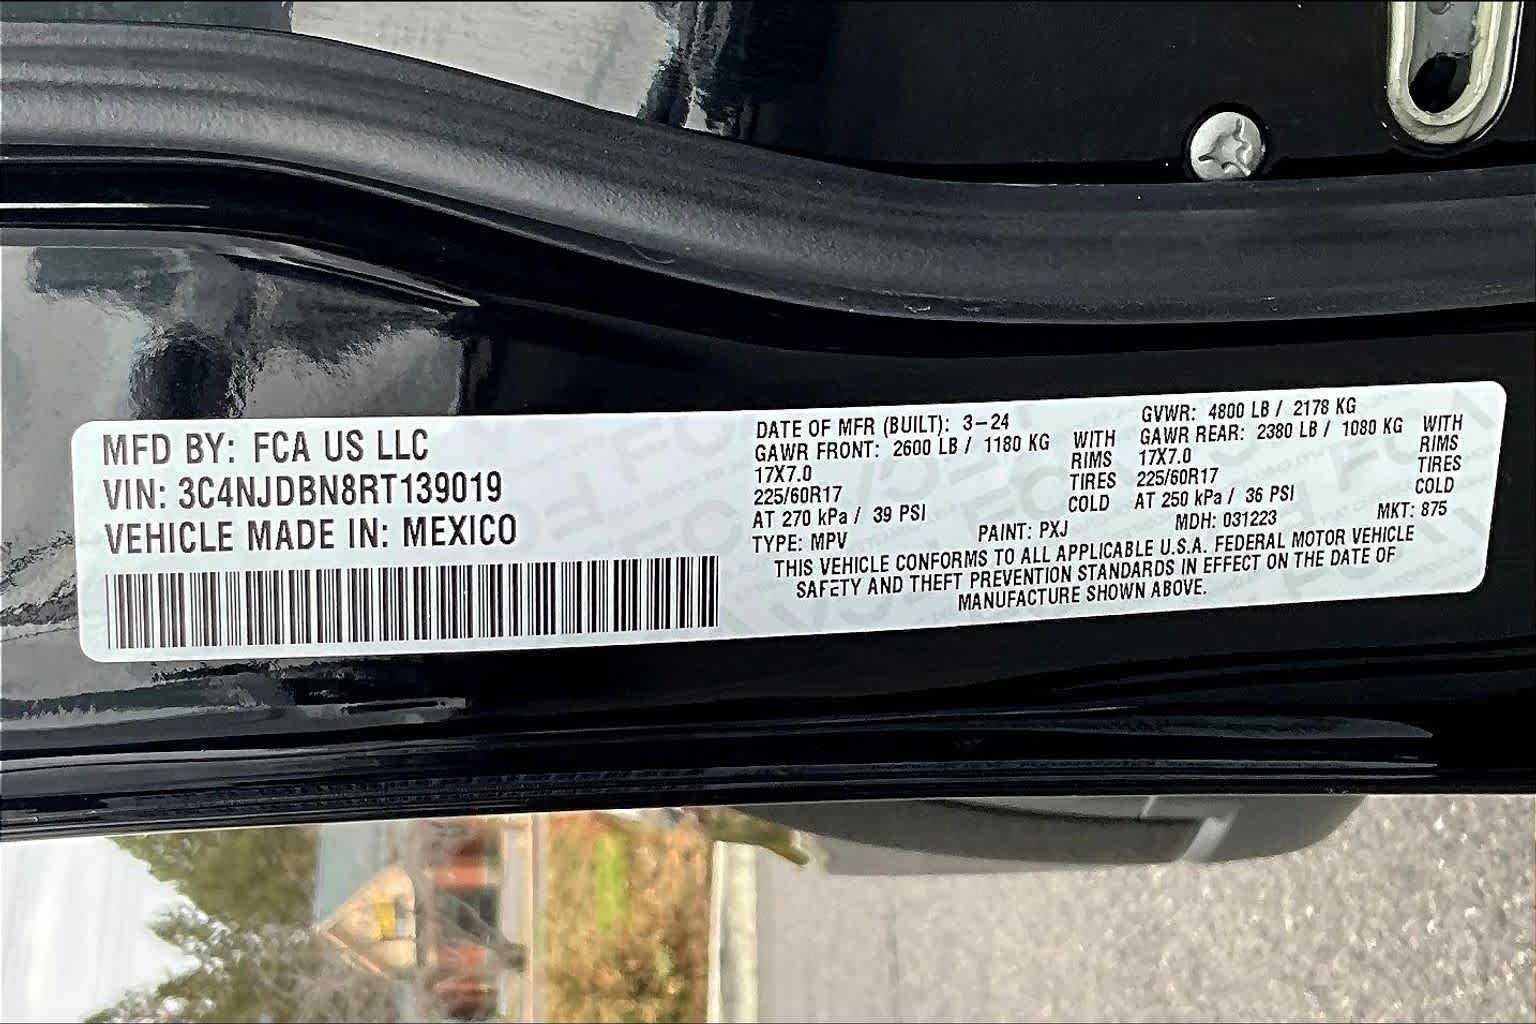 MFD BY: FCA US LLC
VIN: 3C4NJDBN8RT139019
VEHICLE MADE IN: MEXICO
DATE OF MFR (BUILT): 3-24
GAWR FRONT: 2600 LB / 1180 KG WITH
17X7.0 RIMS
225/60R17 TIRES
AT 270 kPa / 39 PSI COLD
GVWR: 4800 LB / 2178 KG
GAWR REAR: 2380 LB / 1080 KG WITH
17X7.0 RIMS
225/60R17 TIRES
AT 250 kPa / 36 PSI COLD
TYPE: MPV PAINT: PXJ MDH: 031223 MKT: 875
THIS VEHICLE CONFORMS TO ALL APPLICABLE U.S.A. FEDERAL MOTOR VEHICLE
SAFETY AND THEFT PREVENTION STANDARDS IN EFFECT ON THE DATE OF
MANUFACTURE SHOWN ABOVE.